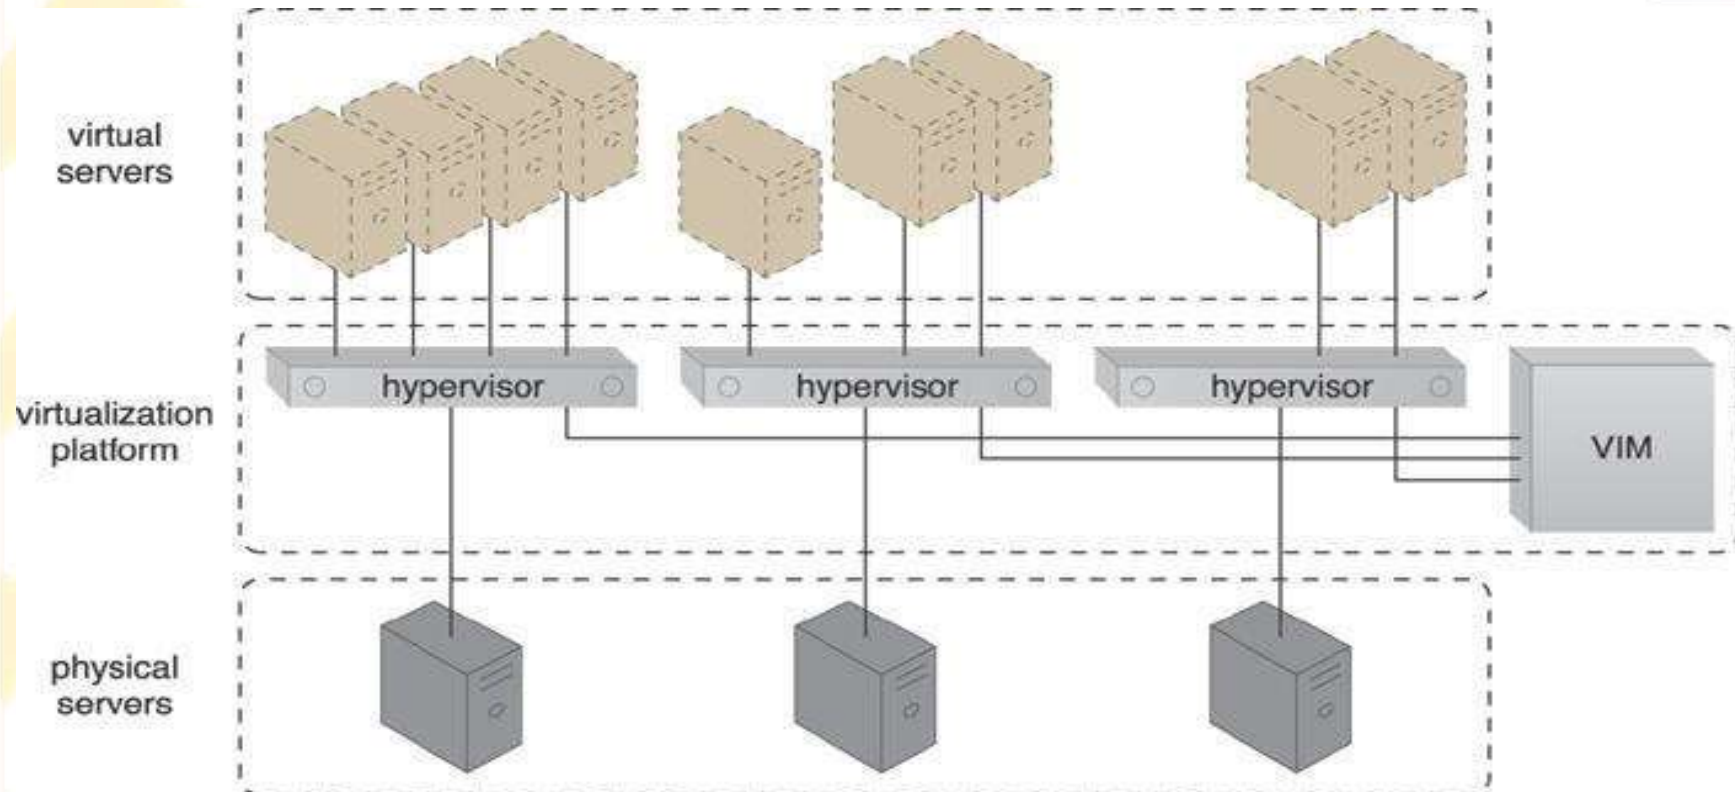 virtual
servers
hypervisor
hypervisor
hypervisor
virtualization
platform
VIM
physical
servers